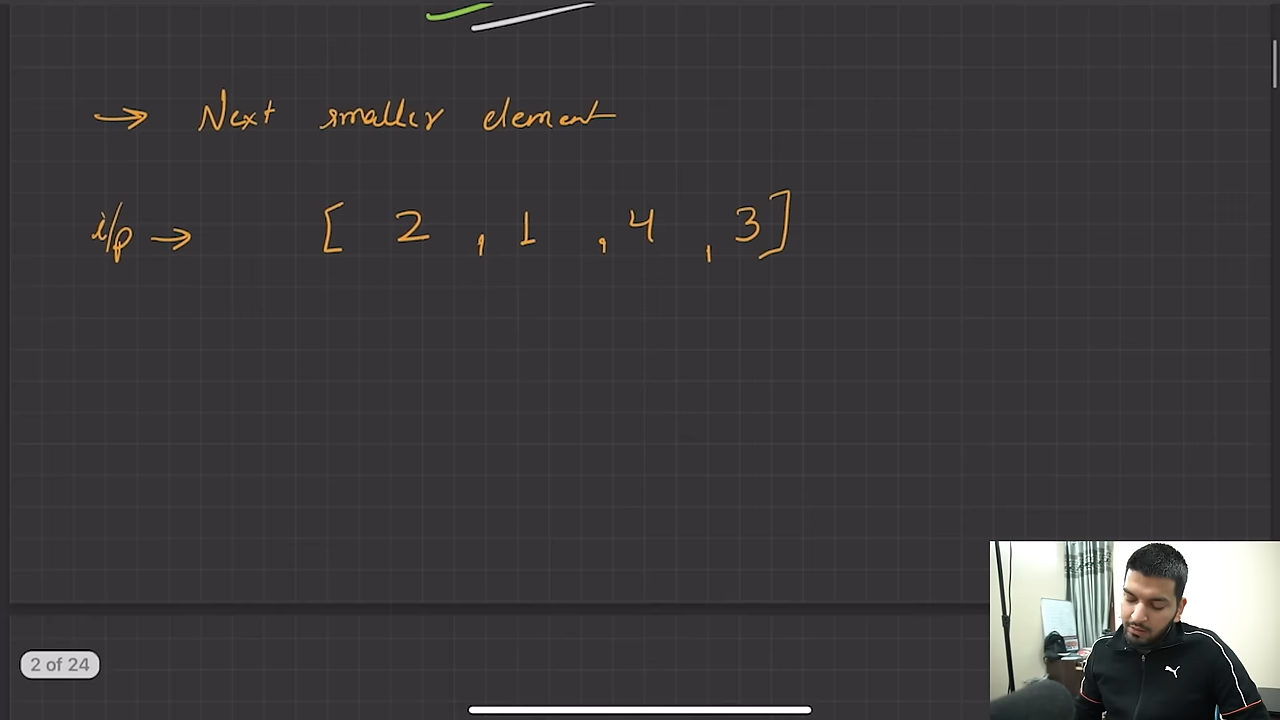 → Next smaller element
i/p → [ 2 , 1 , 4 , 3 ]
2 of 24